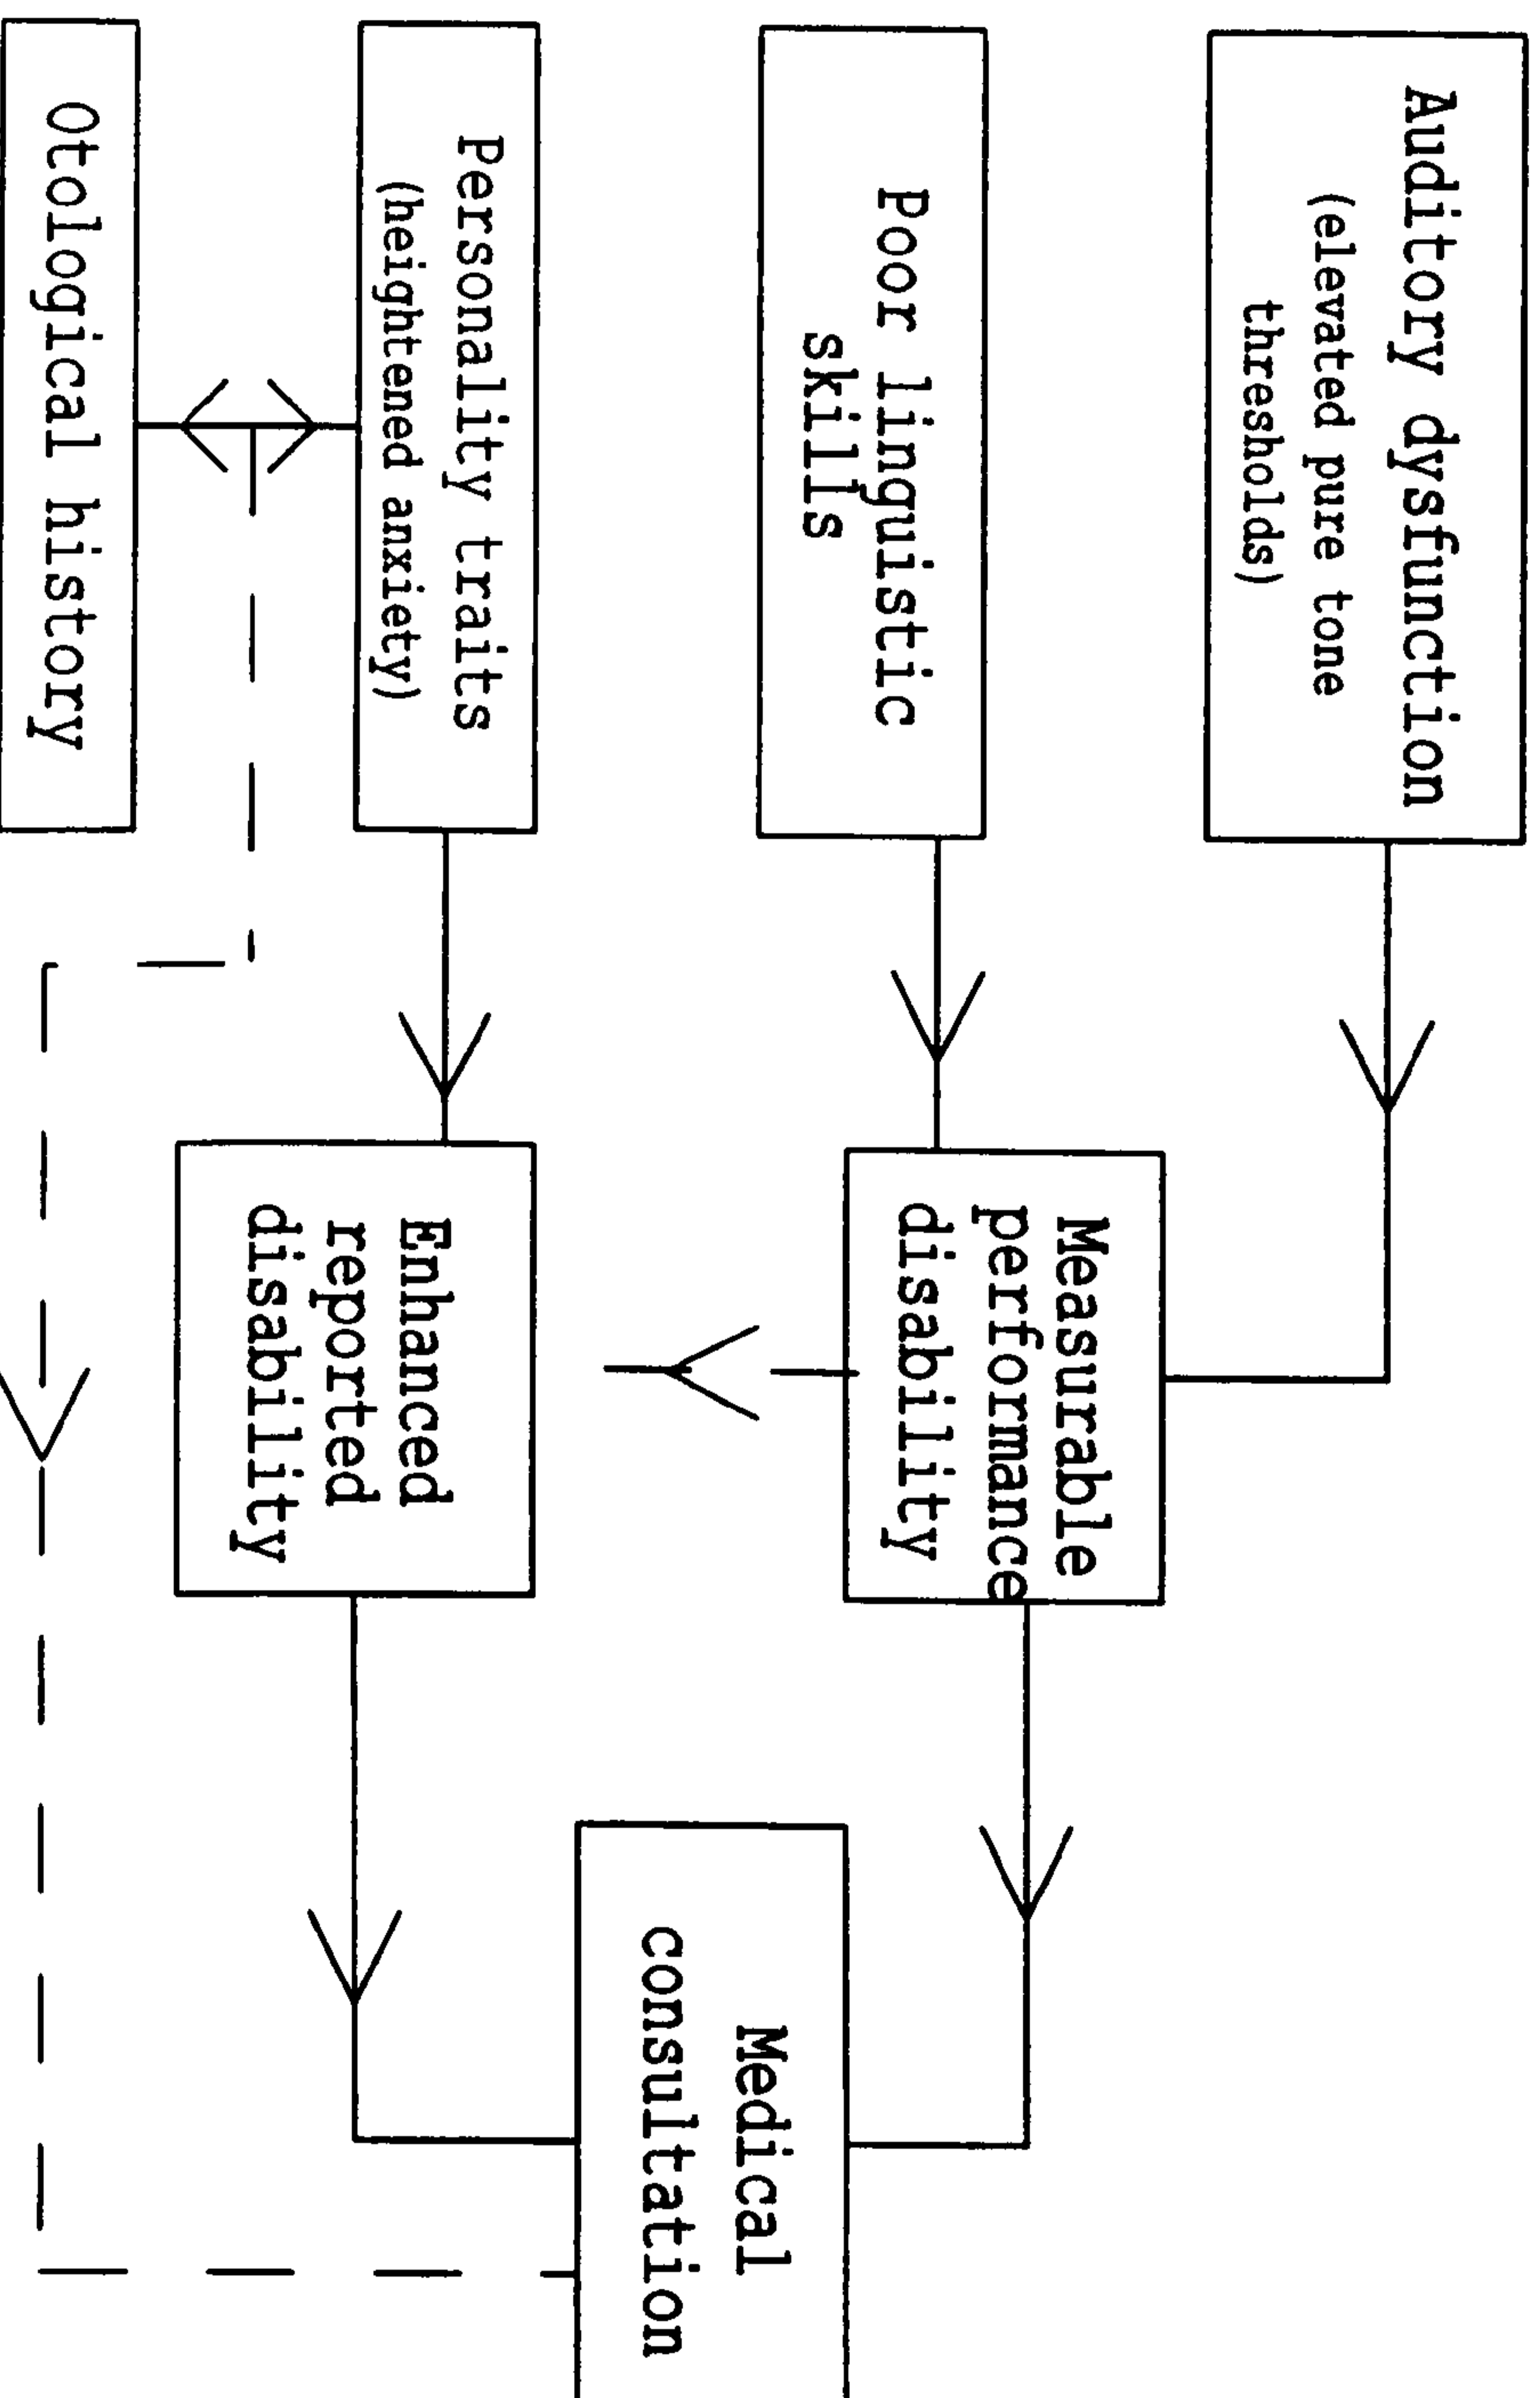 Auditory dysfunction
(elevated pure tone
thresholds)
Poor linguistic
skills
Personality traits
(heightened anxiety)
Otological history
Measurable
performance
disability
Enhanced
reported
disability
Medical
consultation